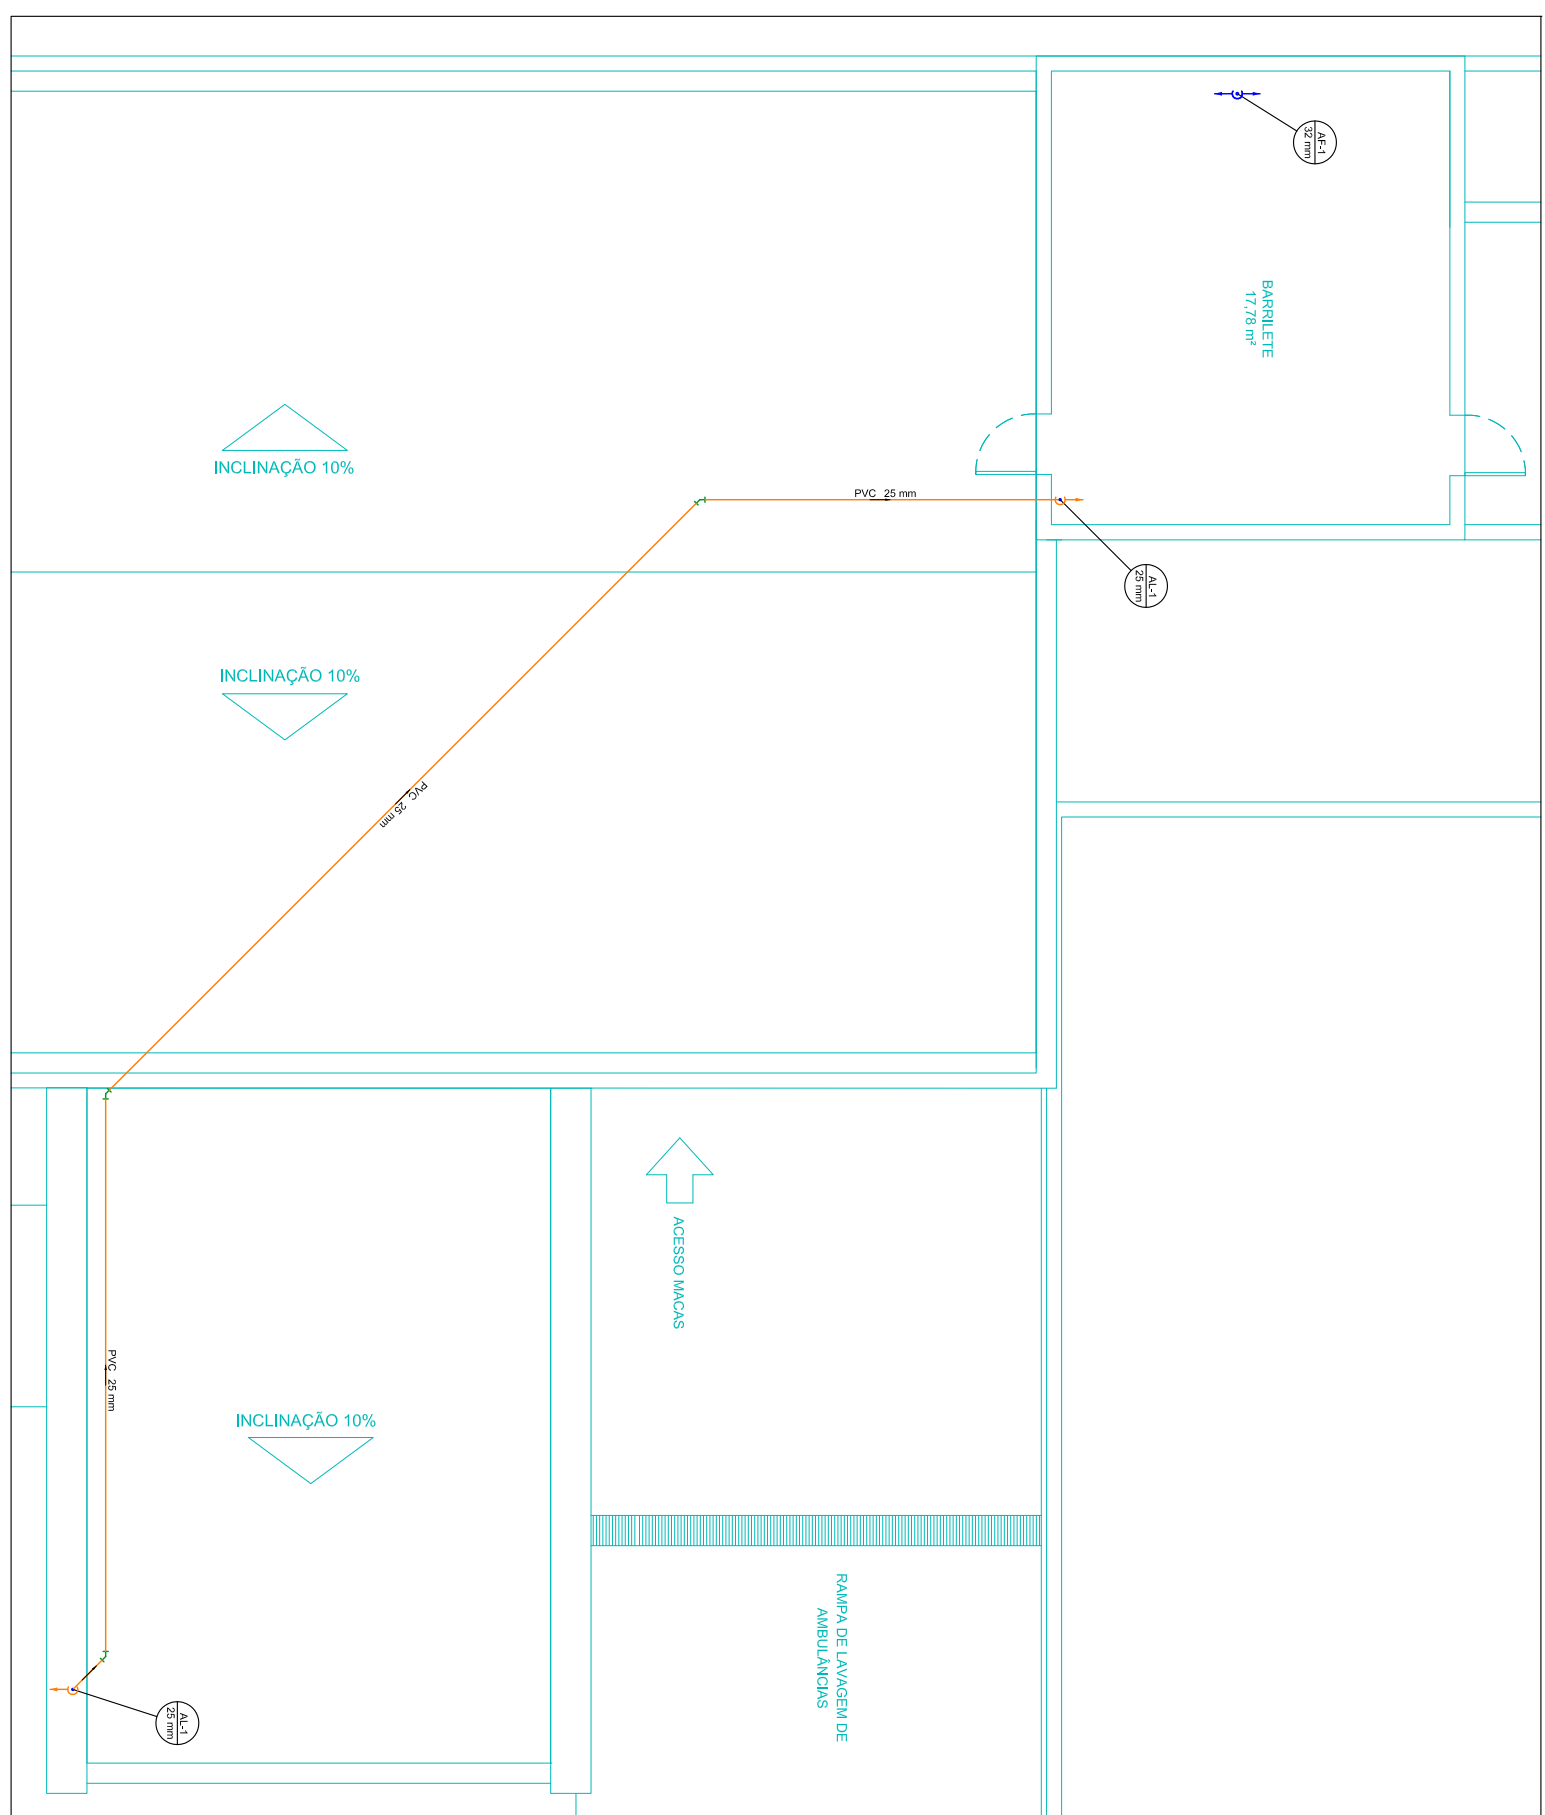 AF-1
32 mm
BARRILETE
17,78 m²
INCLINAÇÃO 10%
PVC 25 mm
AL-1
25 mm
INCLINAÇÃO 10%
PVC 25 mm
ACESSO MACAS
PVC 25 mm
INCLINAÇÃO 10%
RAMPA DE LAVAGEM DE
AMBULÂNCIAS
AL-1
25 mm